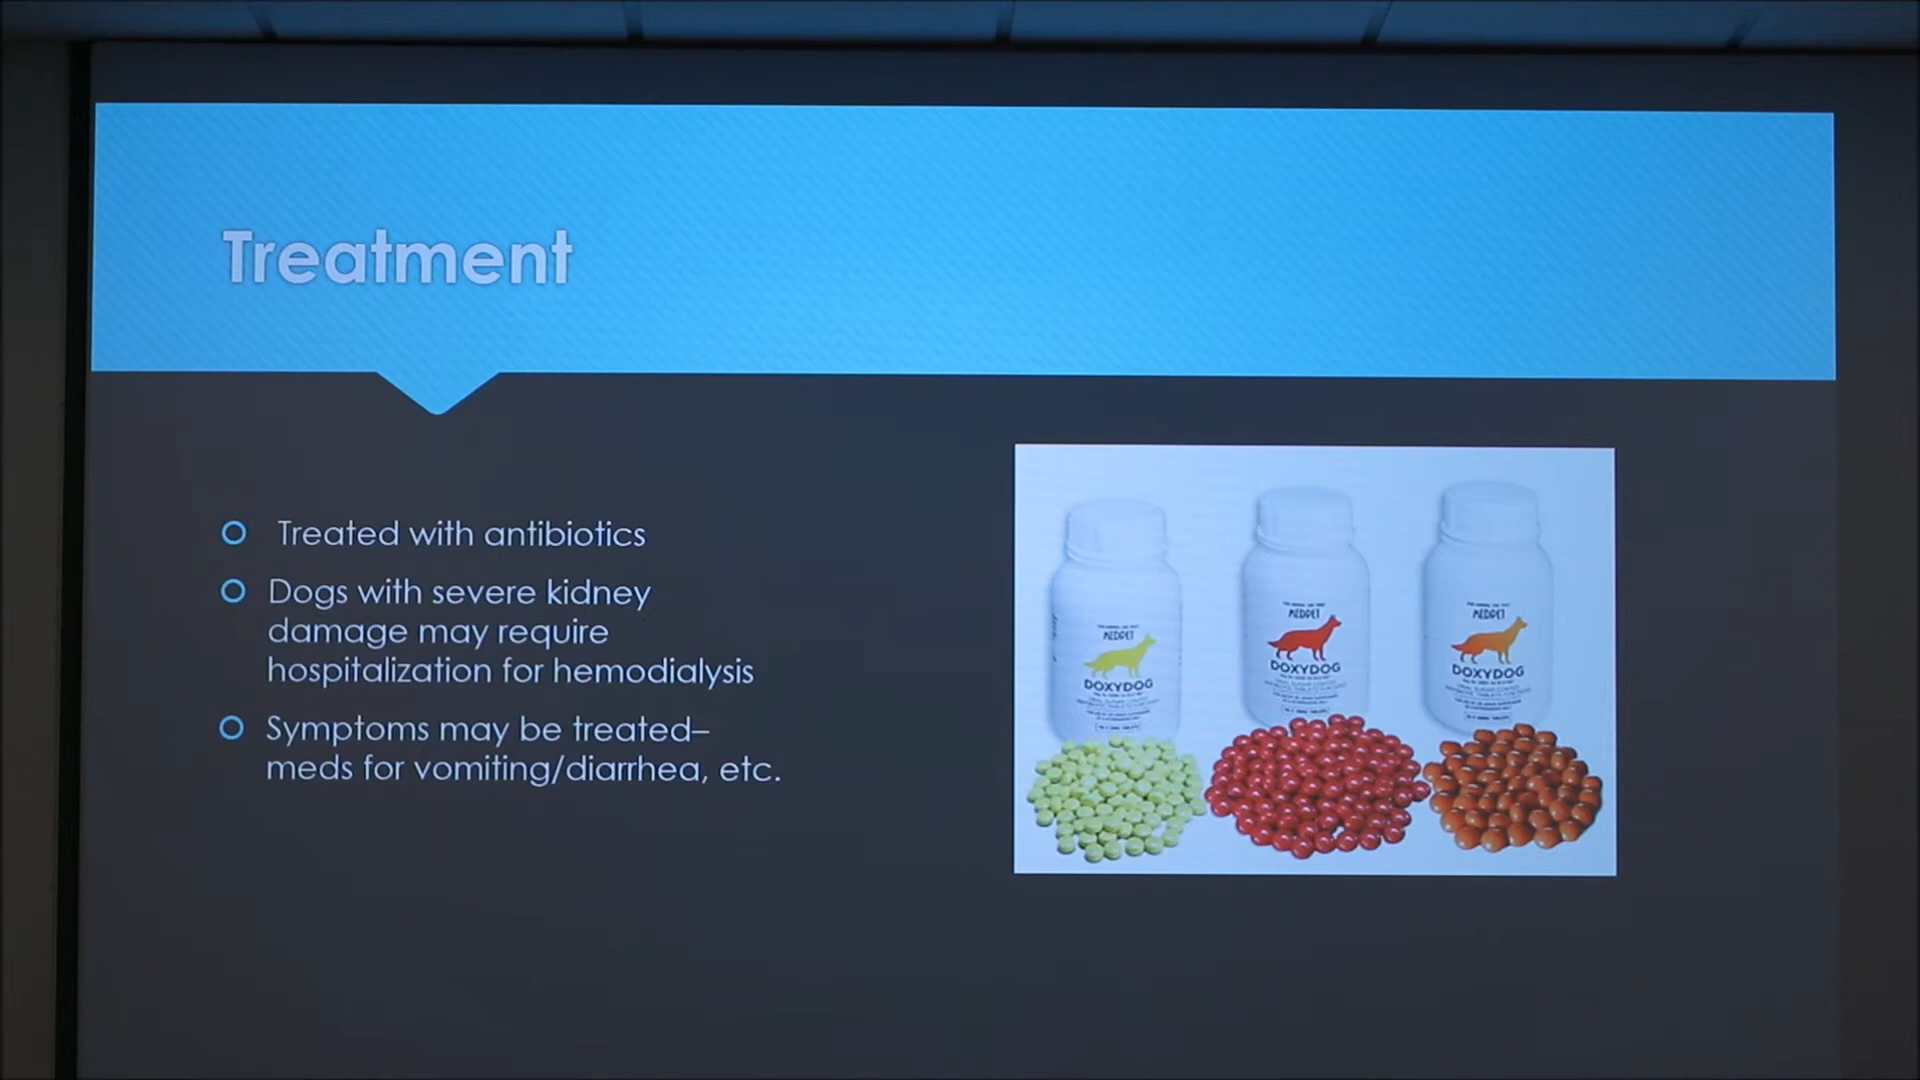 Treatment
Treated with antibiotics
Dogs with severe kidney
damage may require
hospitalization for hemodialysis
Symptoms may be treated–
meds for vomiting/diarrhea, etc.
MEDPET
DOXYDOG
MEDPET
DOXYDOG
MEDPET
DOXYDOG